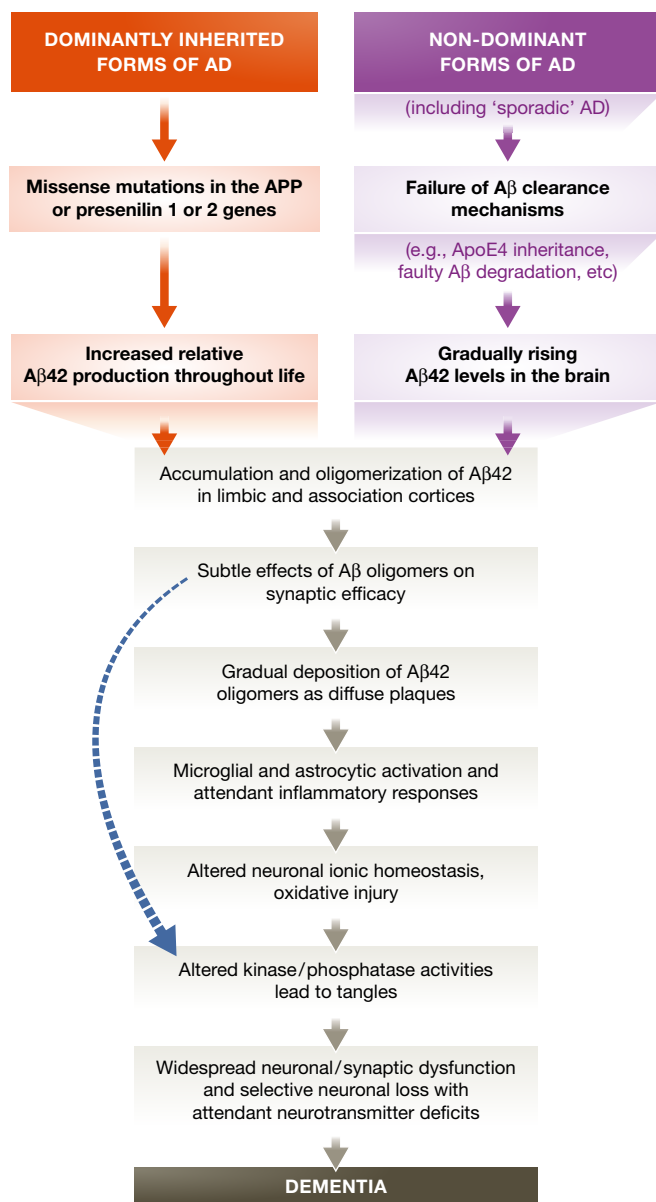 DOMINANTLY INHERITED
FORMS OF AD
NON-DOMINANT
FORMS OF AD
(including ‘sporadic’ AD)
Missense mutations in the APP
or presenilin 1 or 2 genes
Failure of Aβ clearance
mechanisms
(e.g., ApoE4 inheritance,
faulty Aβ degradation, etc)
Increased relative
Aβ42 production throughout life
Gradually rising
Aβ42 levels in the brain
Accumulation and oligomerization of Aβ42
in limbic and association cortices
Subtle effects of Aβ oligomers on
synaptic efficacy
Gradual deposition of Aβ42
oligomers as diffuse plaques
Microglial and astrocytic activation and
attendant inflammatory responses
Altered neuronal ionic homeostasis,
oxidative injury
Altered kinase/phosphatase activities
lead to tangles
Widespread neuronal/synaptic dysfunction
and selective neuronal loss with
attendant neurotransmitter deficits
DEMENTIA